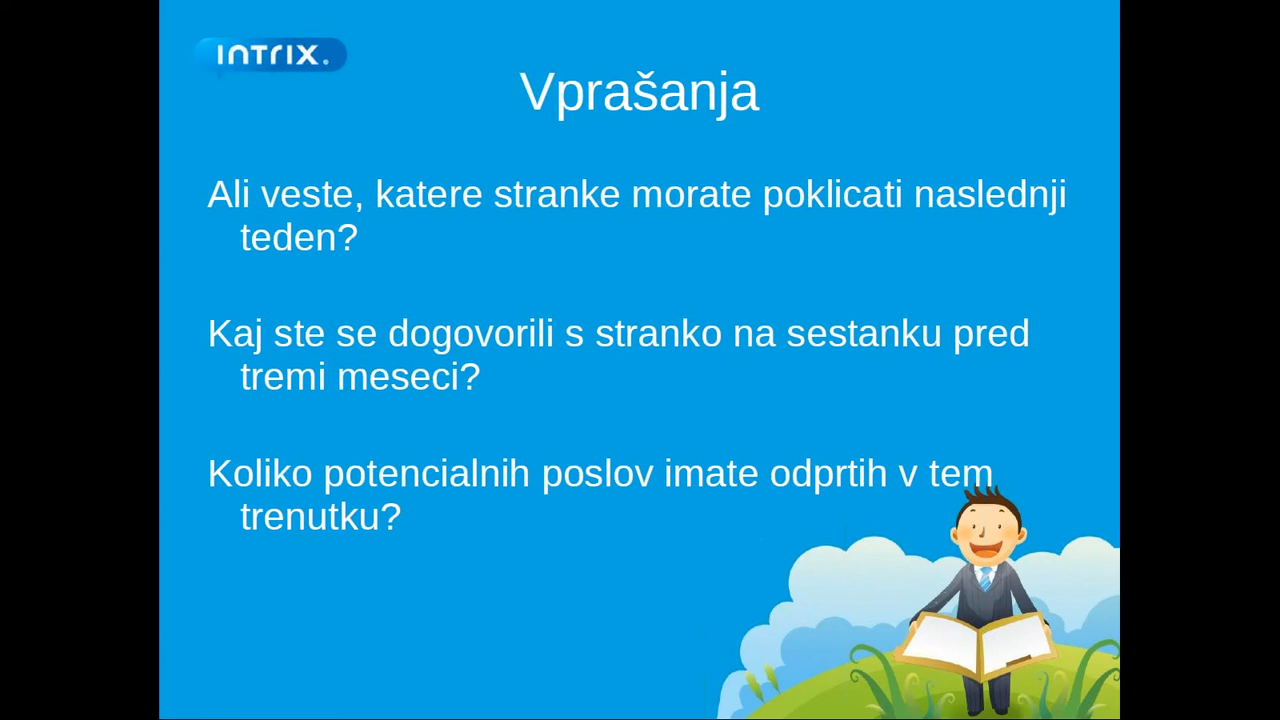 INTRIX.
Vprašanja
Ali veste, katere stranke morate poklicati naslednji
teden?
Kaj ste se dogovorili s stranko na sestanku pred
tremi meseci?
Koliko potencialnih poslov imate odprtih v tem
trenutku?